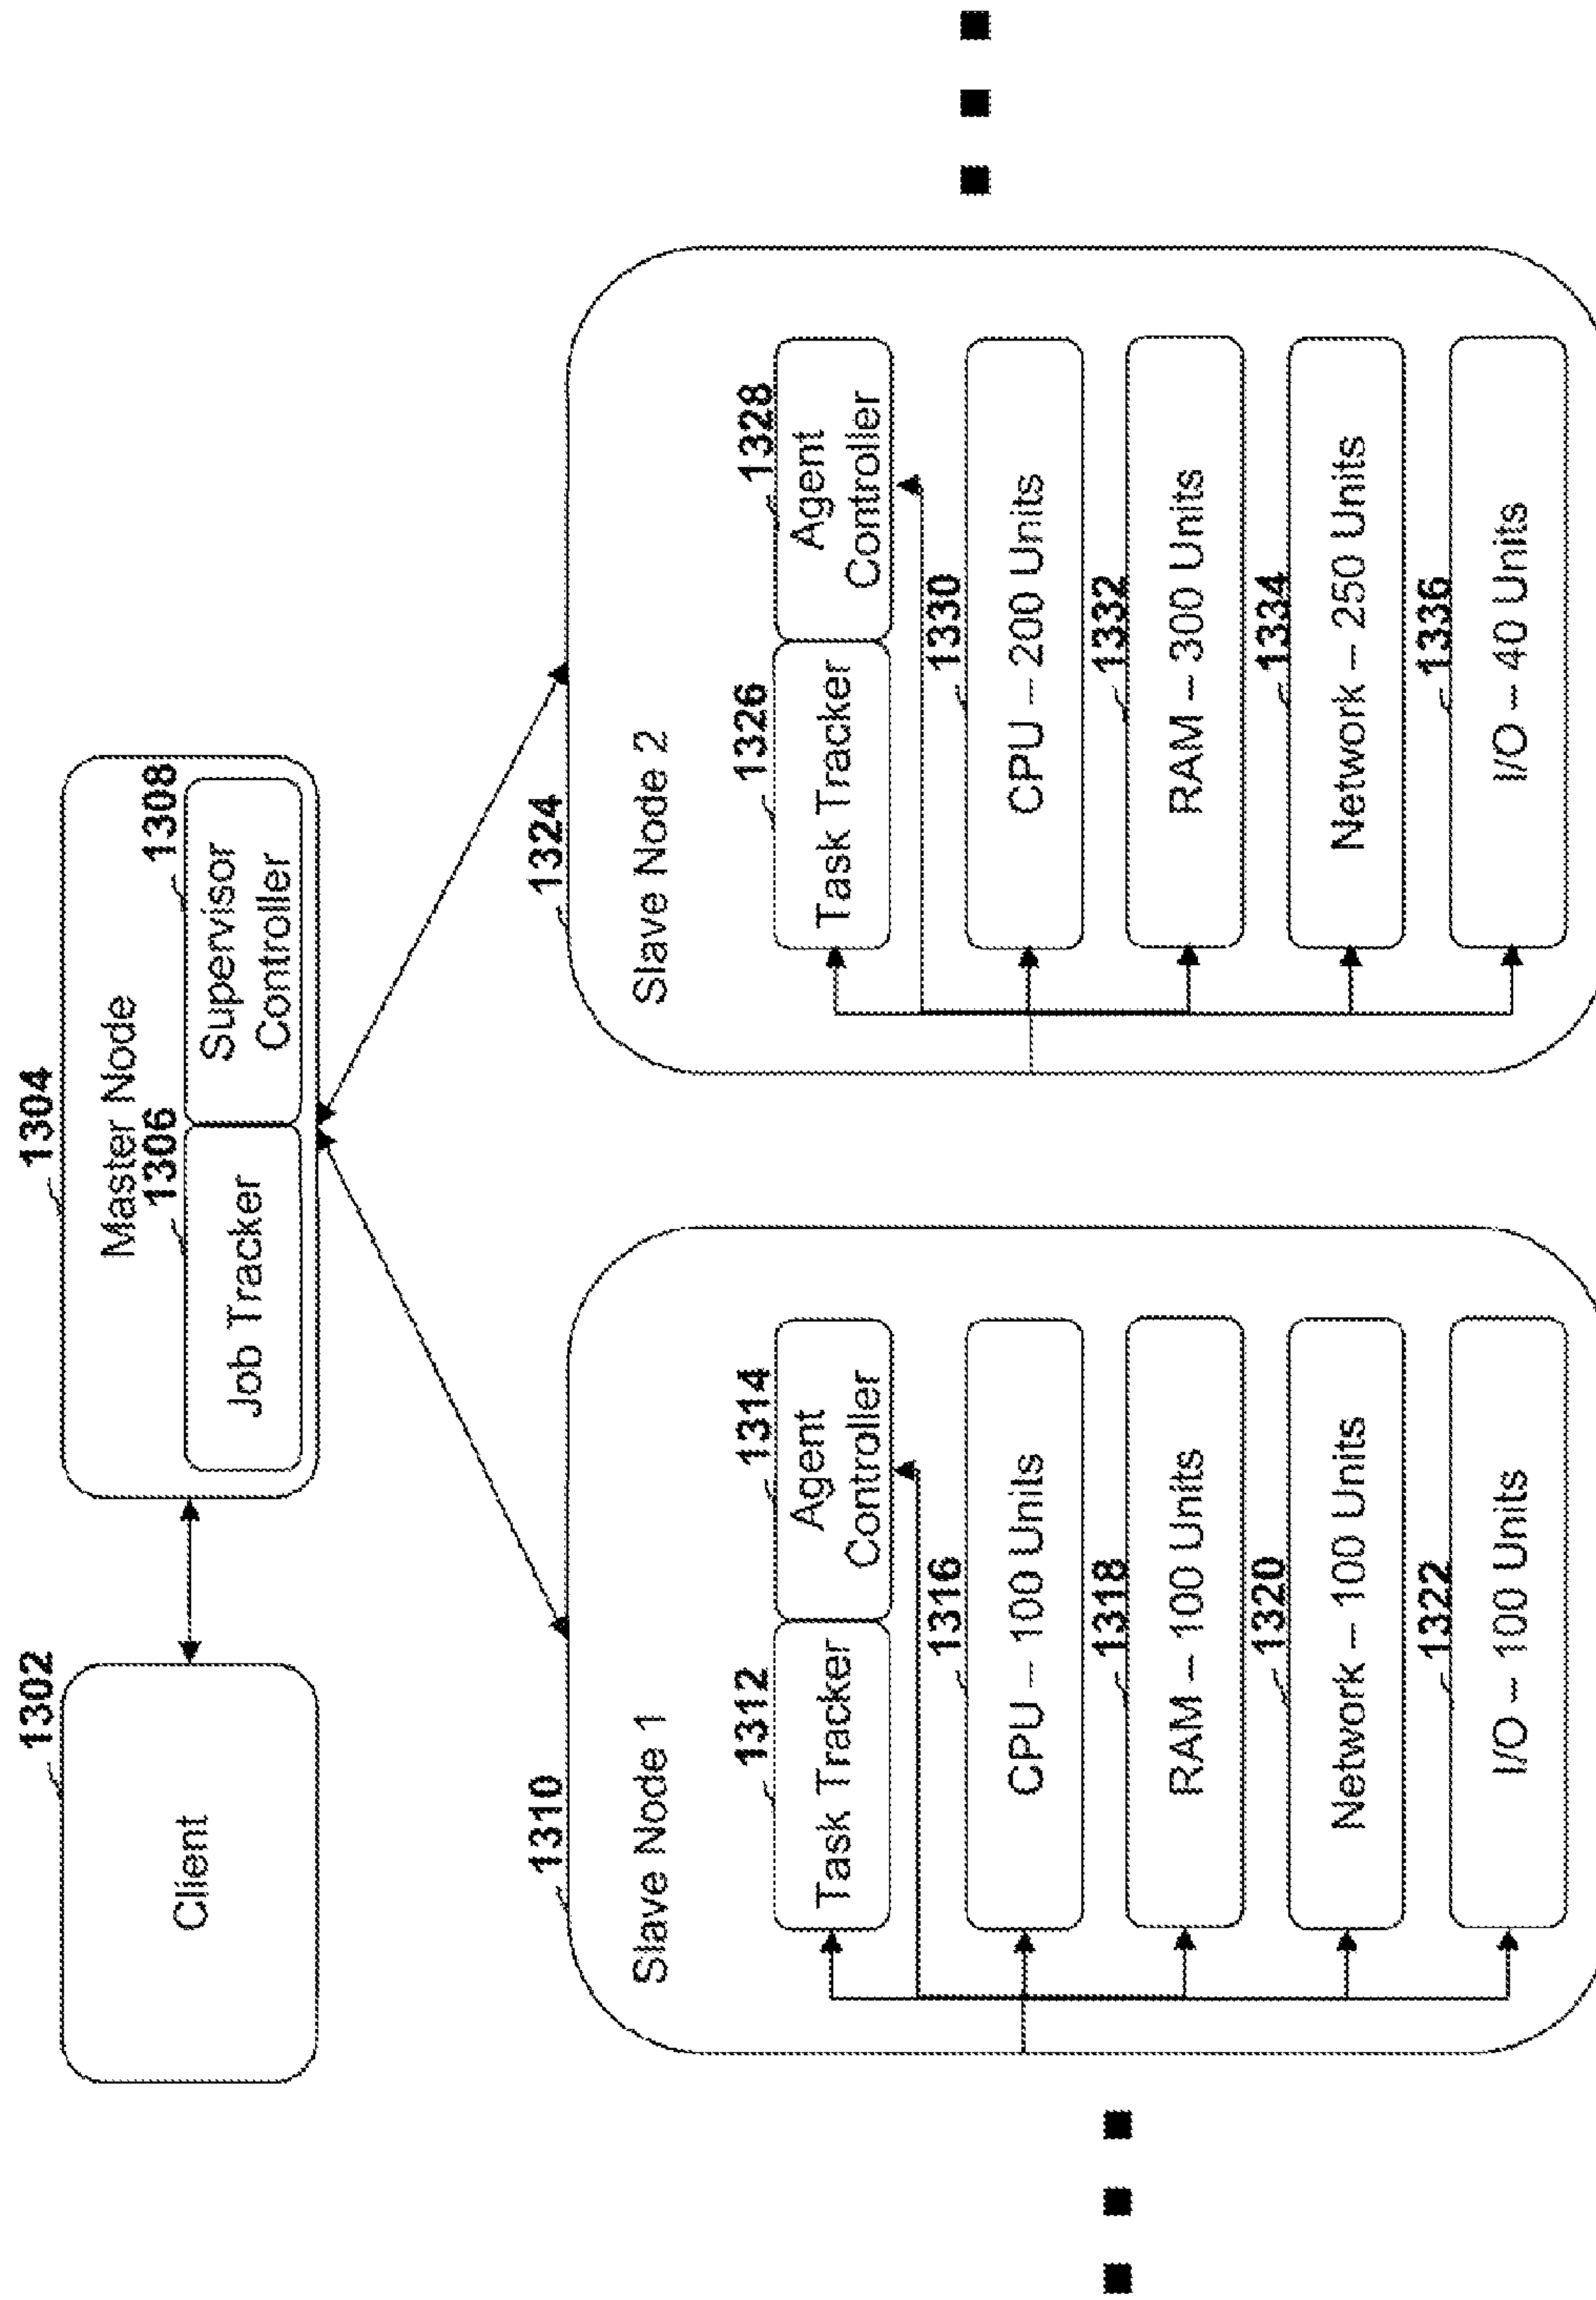 1302
Client
1304
Master Node
1306
Job Tracker
1308
Supervisor
Controller
1310
Slave Node 1
1312
Task Tracker
1314
Agent
Controller
1316
CPU – 100 Units
1318
RAM – 100 Units
1320
Network – 100 Units
1322
I/O – 100 Units
1324
Slave Node 2
1326
Task Tracker
1328
Agent
Controller
1330
CPU – 200 Units
1332
RAM – 300 Units
1334
Network – 250 Units
1336
I/O – 40 Units